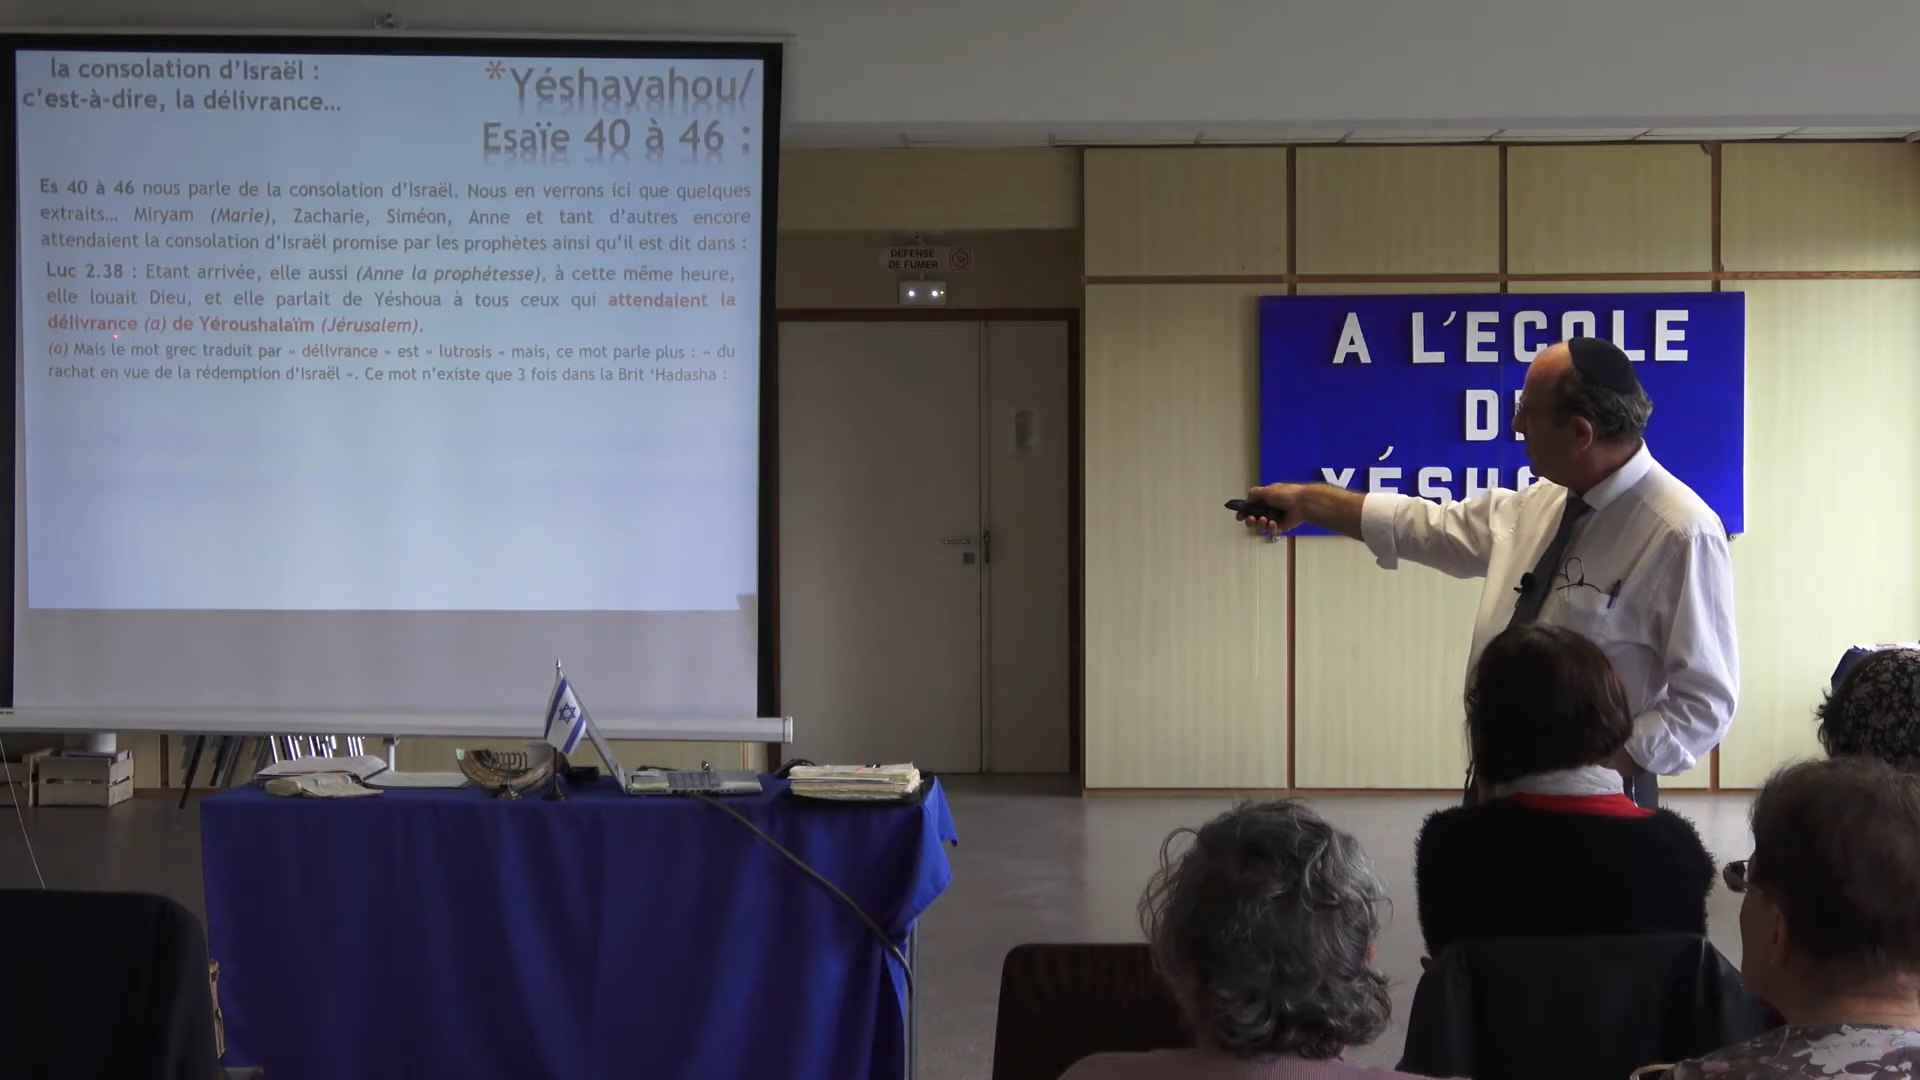 la consolation d'Israël :
c'est-à-dire, la délivrance…
*Yéshayahou/
Esaïe 40 à 46 :
Es 40 à 46 nous parle de la consolation d'Israël. Nous en verrons ici que quelques
extraits… Miryam (Marie), Zacharie, Siméon, Anne et tant d'autres encore
attendaient la consolation d'Israël promise par les prophètes ainsi qu'il est dit dans :
Luc 2.38 : Etant arrivée, elle aussi (Anne la prophétesse), à cette même heure,
elle louait Dieu, et elle parlait de Yéshoua à tous ceux qui attendaient la
délivrance (a) de Yéroushalaïm (Jérusalem).
(a) Mais le mot grec traduit par « délivrance » est « lutrosis » mais, ce mot parle plus : « du
rachat en vue de la rédemption d'Israël ». Ce mot n'existe que 3 fois dans la Brit 'Hadasha :
DEFENSE
DE FUMER
A L'ECOLE
D
YÉSH